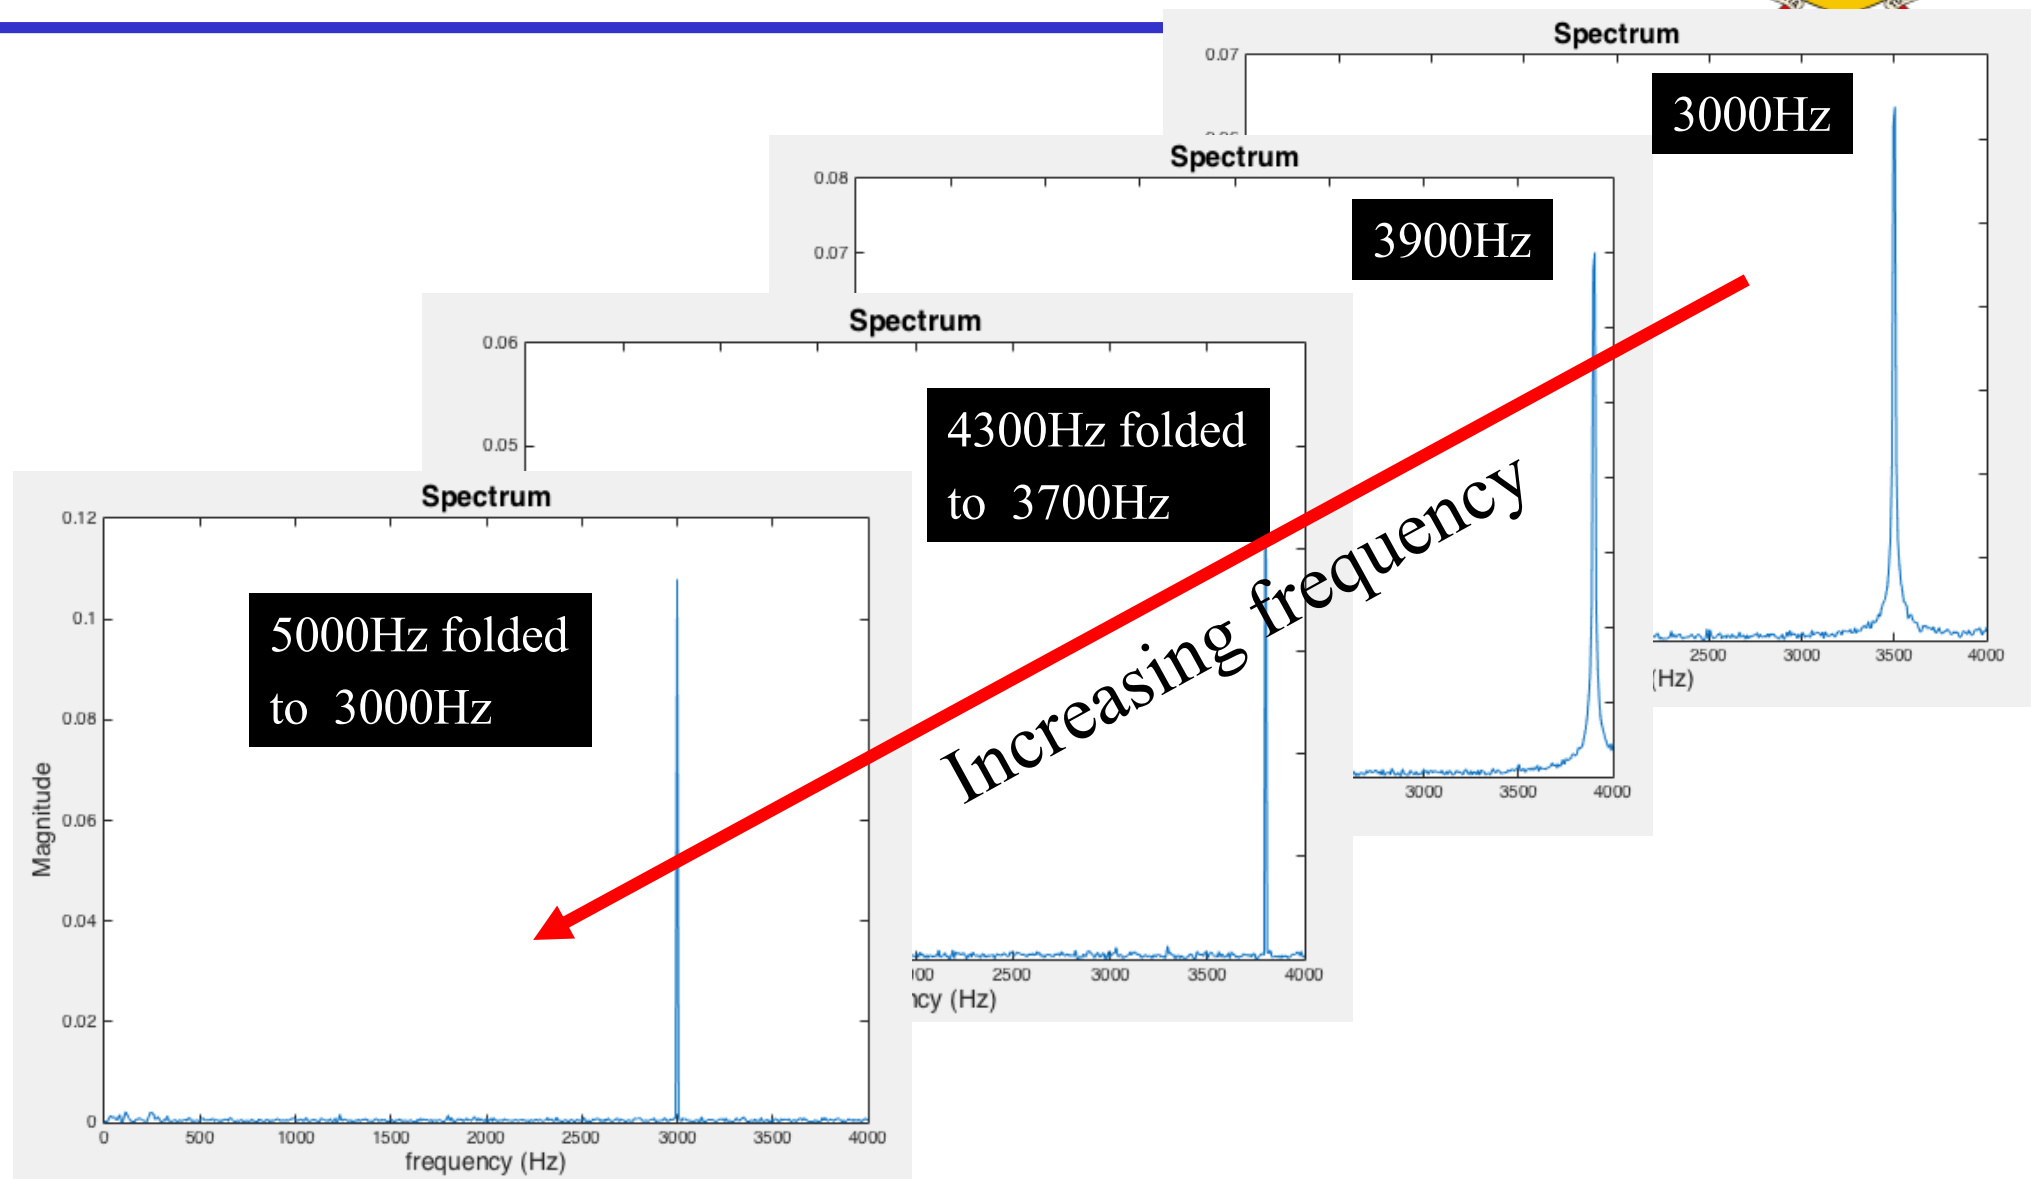 Spectrum
0.07
3000Hz
2500 3000 3500 4000
(Hz)
Spectrum
0.08
0.07
3900Hz
3000 3500 4000
Spectrum
0.06
0.05
4300Hz folded
to 3700Hz
2500 3000 3500 4000
(Hz)
Increasing frequency
Spectrum
0.12
0.1
0.08
0.06
0.04
0.02
0
Magnitude
5000Hz folded
to 3000Hz
0 500 1000 1500 2000 2500 3000 3500 4000
frequency (Hz)